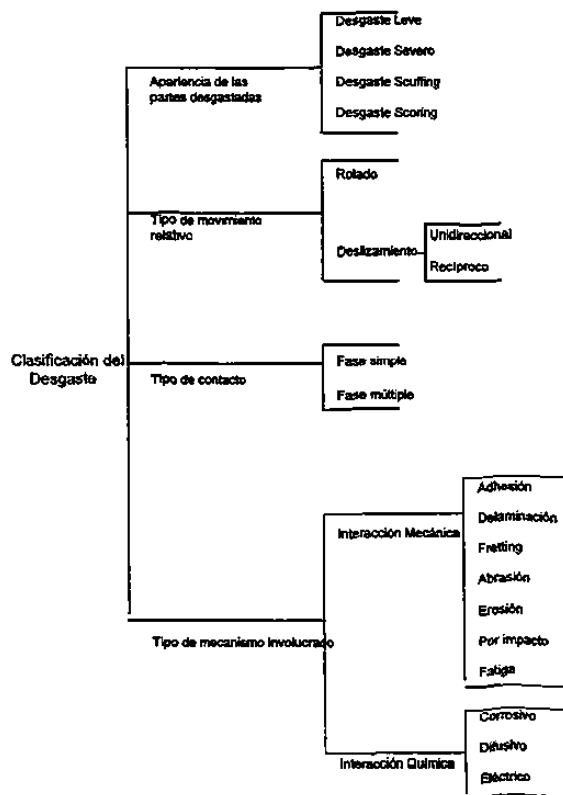 Desgaste Leve
Desgaste Severo
Apariencia de las
partes desgastadas
Desgaste Scuffing
Desgaste Scoring
Rolado
Tipo de movimiento
relativo
Deslizamiento
Unidireccional
Recíproco
Clasificación del
Desgaste
Tipo de contacto
Fase simple
Fase múltiple
Tipo de mecanismo involucrado
Interacción Mecánica
Adhesión
Delaminación
Fretting
Abrasión
Erosión
Por impacto
Fatiga
Interacción Química
Corrosivo
Difusivo
Eléctrico